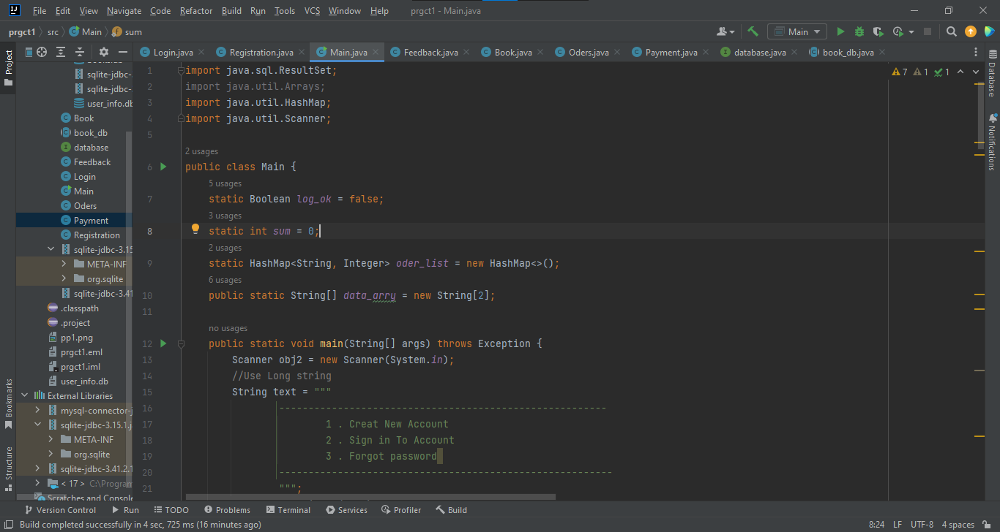 File Edit View Navigate Code Refactor Build Run Tools VCS Window Help prgct1 - Main.java
prgct1 src Main sum
Main
Project
Login.java Registration.java Main.java Feedback.java Book.java Oders.java Payment.java database.java book_db.java
sqlite-jdbc-
sqlite-jdbc-
user_info.db
Book
book_db
database
Feedback
Login
Main
Oders
Payment
Registration
sqlite-jdbc-3.15
META-INF
org.sqlite
sqlite-jdbc-3.41
.classpath
.project
pp1.png
prgct1.eml
prgct1.iml
user_info.db
External Libraries
mysql-connector-j
sqlite-jdbc-3.15.1.j
META-INF
org.sqlite
sqlite-jdbc-3.41.2.1
< 17 > C:\Program
Scratches and Console
Bookmarks
Structure
1 import java.sql.ResultSet;
2 import java.util.Arrays;
3 import java.util.HashMap;
4 import java.util.Scanner;
5
2 usages
6 public class Main {
5 usages
7 static Boolean log_ok = false;
3 usages
8 static int sum = 0;
2 usages
9 static HashMap<String, Integer> oder_list = new HashMap<>();
6 usages
10 public static String[] data_arry = new String[2];
11
no usages
12 public static void main(String[] args) throws Exception {
13 Scanner obj2 = new Scanner(System.in);
14 //Use Long string
15 String text = """
16 --------------------------------------------------------
17 1 . Creat New Account
18 2 . Sign in To Account
19 3 . Forgot password
20 ---------------------------------------------------------
21 """;
7 1 1
Database
Notifications
Version Control Run TODO Problems Terminal Services Profiler Build
Build completed successfully in 4 sec, 725 ms (16 minutes ago) 8:24 LF UTF-8 4 spaces